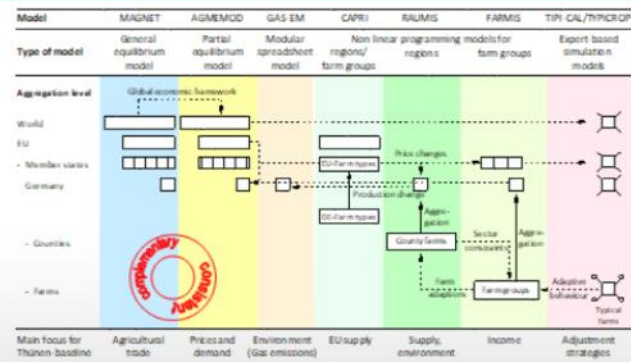 Model MAGNET AGMEMOD GAS-EM CAPRI RAUMIS FARMIS TIPI-CAL/TYPICROP
Type of model
General equilibrium model
Partial equilibrium model
Modular spreadsheet model
Non linear programming models for
regions/ farm groups
regions
farm groups
Expert based simulation models
Aggregation level
Global economic framework
World
EU
Price changes
- Member states
EU-Farm types
Germany
Production change
DE-Farm types
Aggre-
gation
- Counties
County farms
Sector
constraints
Aggre-
gation
complementary
consistent
- Farms
Farm
adaptions
Farm groups
Adaptive
behaviour
Typical
farms
Main focus for Thünen-baseline
Agricultural trade
Prices and demand
Environment (Gas emissions)
EU supply
Supply, environment
Income
Adjustment strategies